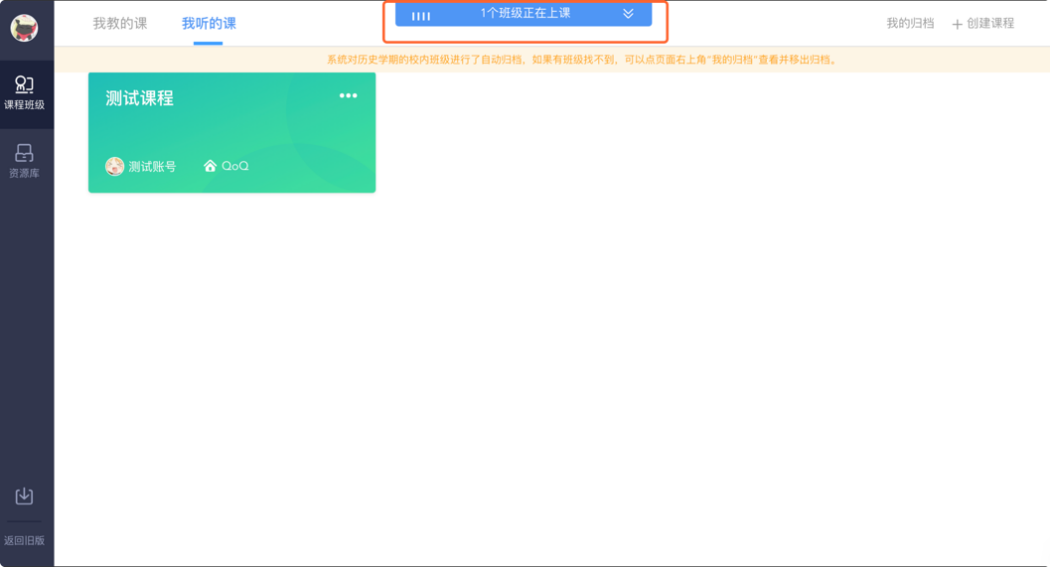 我教的课 我听的课 1个班级正在上课 我的归档 + 创建课程
系统对历史学期的校内班级进行了自动归档，如果有班级找不到，可以点页面右上角"我的归档"查看并移出归档。
课程班级
资源库
测试课程
测试账号 QoQ
返回旧版